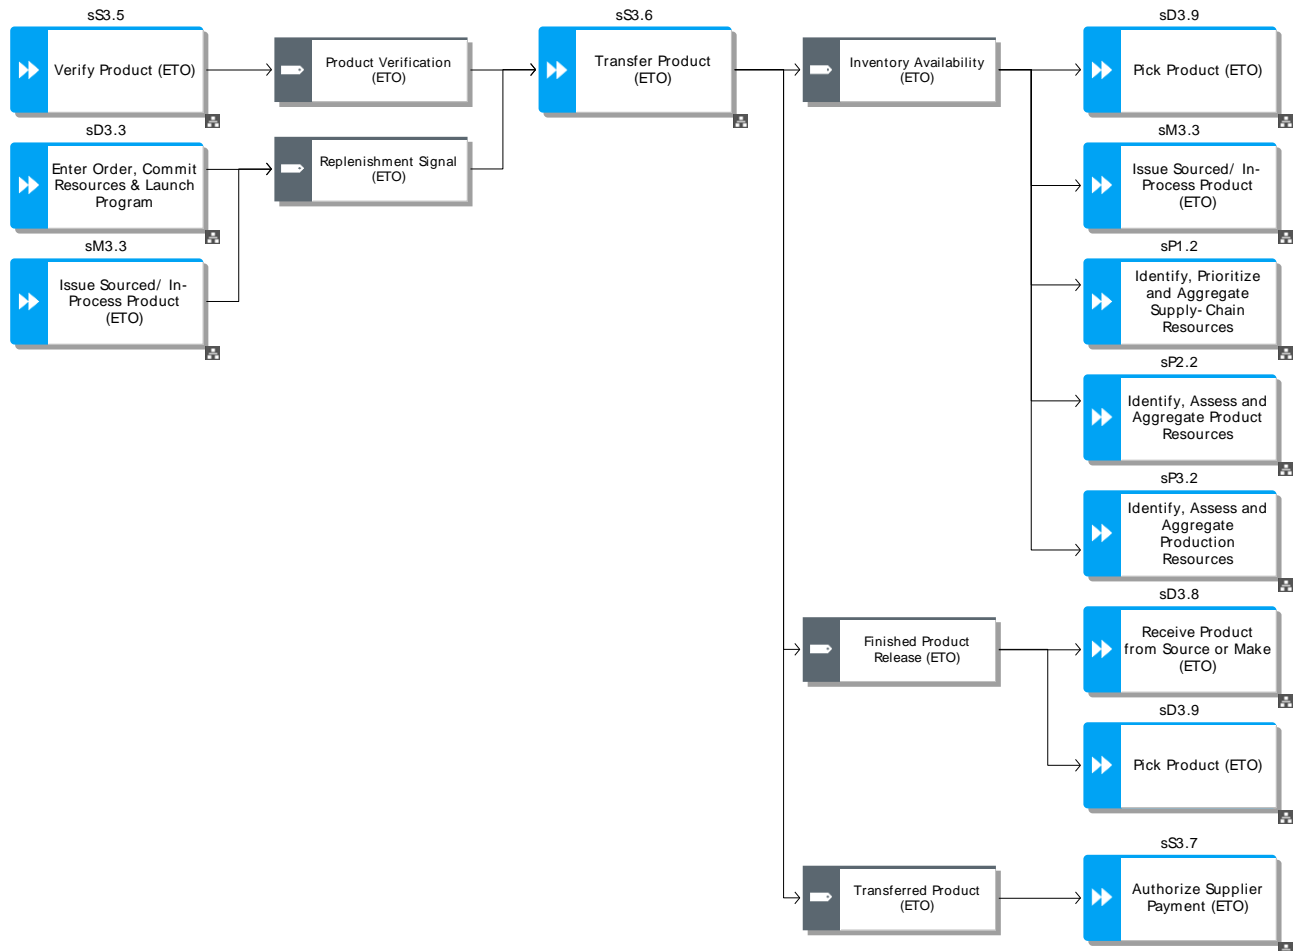 sS3.5
Verify Product (ETO)
sD3.3
Enter Order, Commit
Resources & Launch
Program
sM3.3
Issue Sourced/ In-
Process Product
(ETO)
Product Verification
(ETO)
Replenishment Signal
(ETO)
sS3.6
Transfer Product
(ETO)
Inventory Availability
(ETO)
Finished Product
Release (ETO)
Transferred Product
(ETO)
sD3.9
Pick Product (ETO)
sM3.3
Issue Sourced/ In-
Process Product
(ETO)
sP1.2
Identify, Prioritize
and Aggregate
Supply- Chain
Resources
sP2.2
Identify, Assess and
Aggregate Product
Resources
sP3.2
Identify, Assess and
Aggregate
Production
Resources
sD3.8
Receive Product
from Source or Make
(ETO)
sD3.9
Pick Product (ETO)
sS3.7
Authorize Supplier
Payment (ETO)